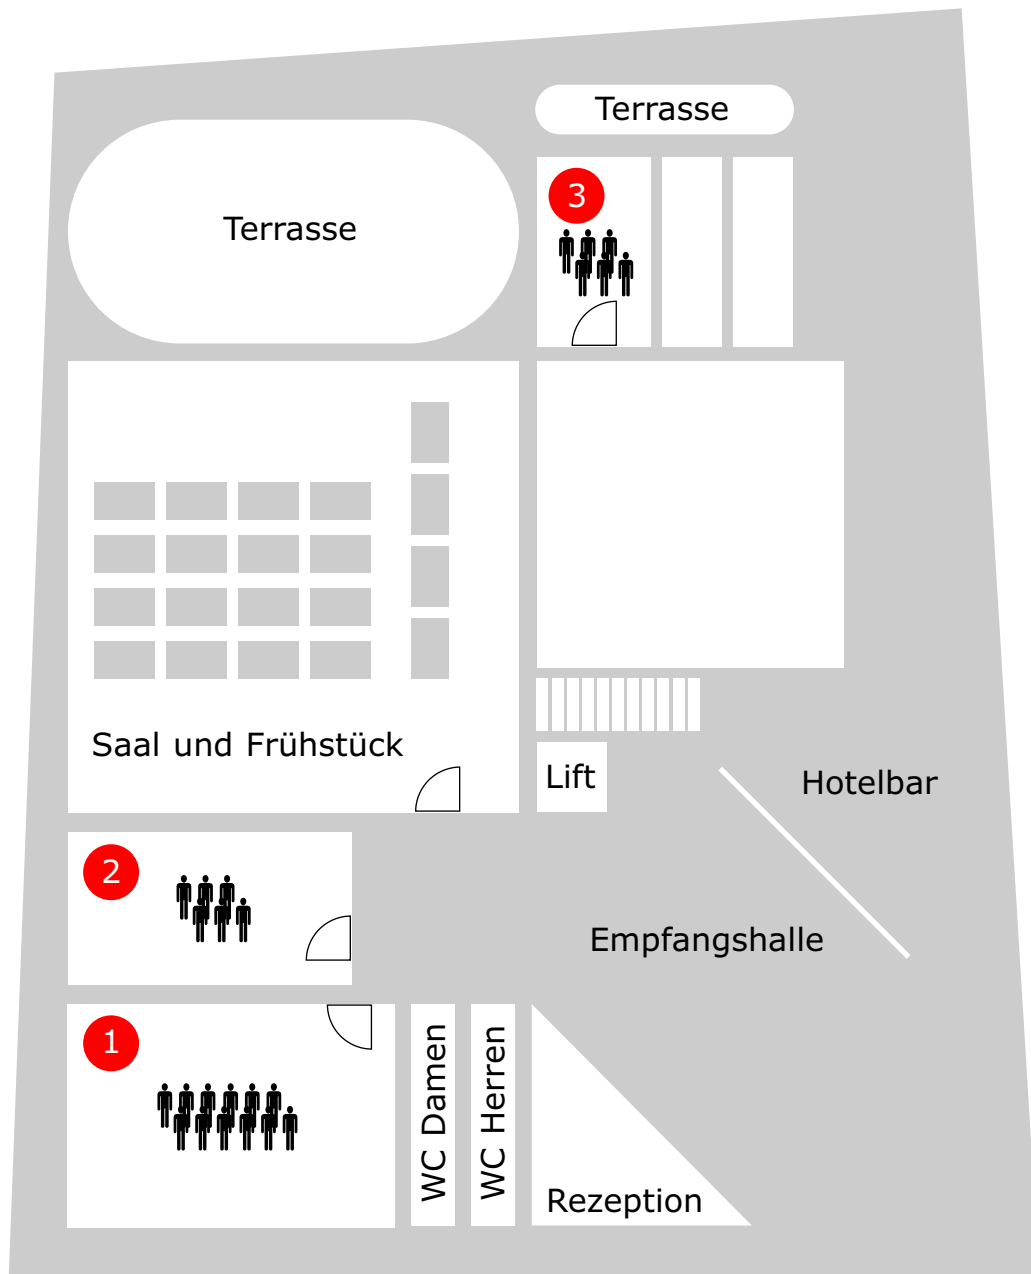 Terrasse
Terrasse
3
Saal und Frühstück
Lift
Hotelbar
2
Empfangshalle
1
WC Damen
WC Herren
Rezeption